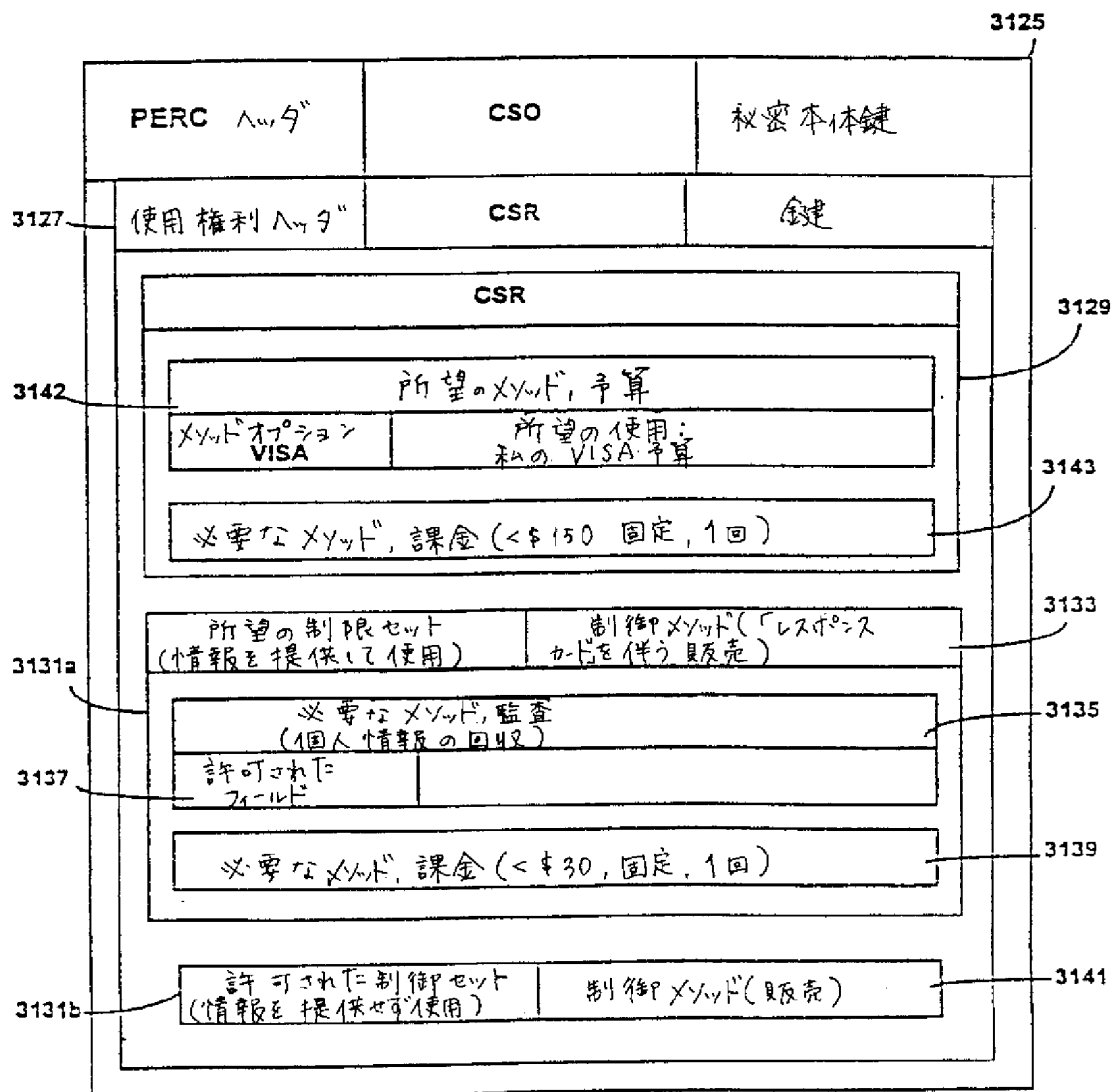 3125
PERC ヘッダ
CSO
秘密本体鍵
3127
使用権利ヘッダ
CSR
鍵
CSR
3129
3142
所望のメソッド, 予算
メソッドオプション
VISA
所望の使用:
私の VISA 予算
3143
必要なメソッド, 課金 (<$150 固定, 1回)
3133
所望の制限セット
(情報を提供して使用)
制御メソッド(「レスポンス
カード」を伴う販売)
3131a
必要なメソッド, 監査
(個人情報の回収)
3135
3137
許可された
フィールド
必要なメソッド, 課金 (<$30, 固定, 1回)
3139
許可された制御セット
(情報を提供せず使用)
制御メソッド(販売)
3141
3131b